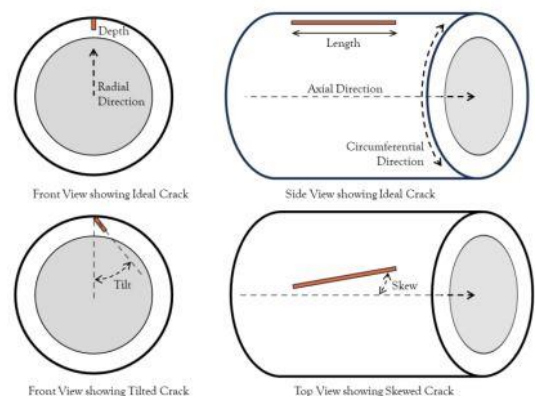 Depth
Radial
Direction
Front View showing Ideal Crack
Length
Axial Direction
Circumferential
Direction
Side View showing Ideal Crack
Tilt
Front View showing Tilted Crack
Skew
Top View showing Skewed Crack